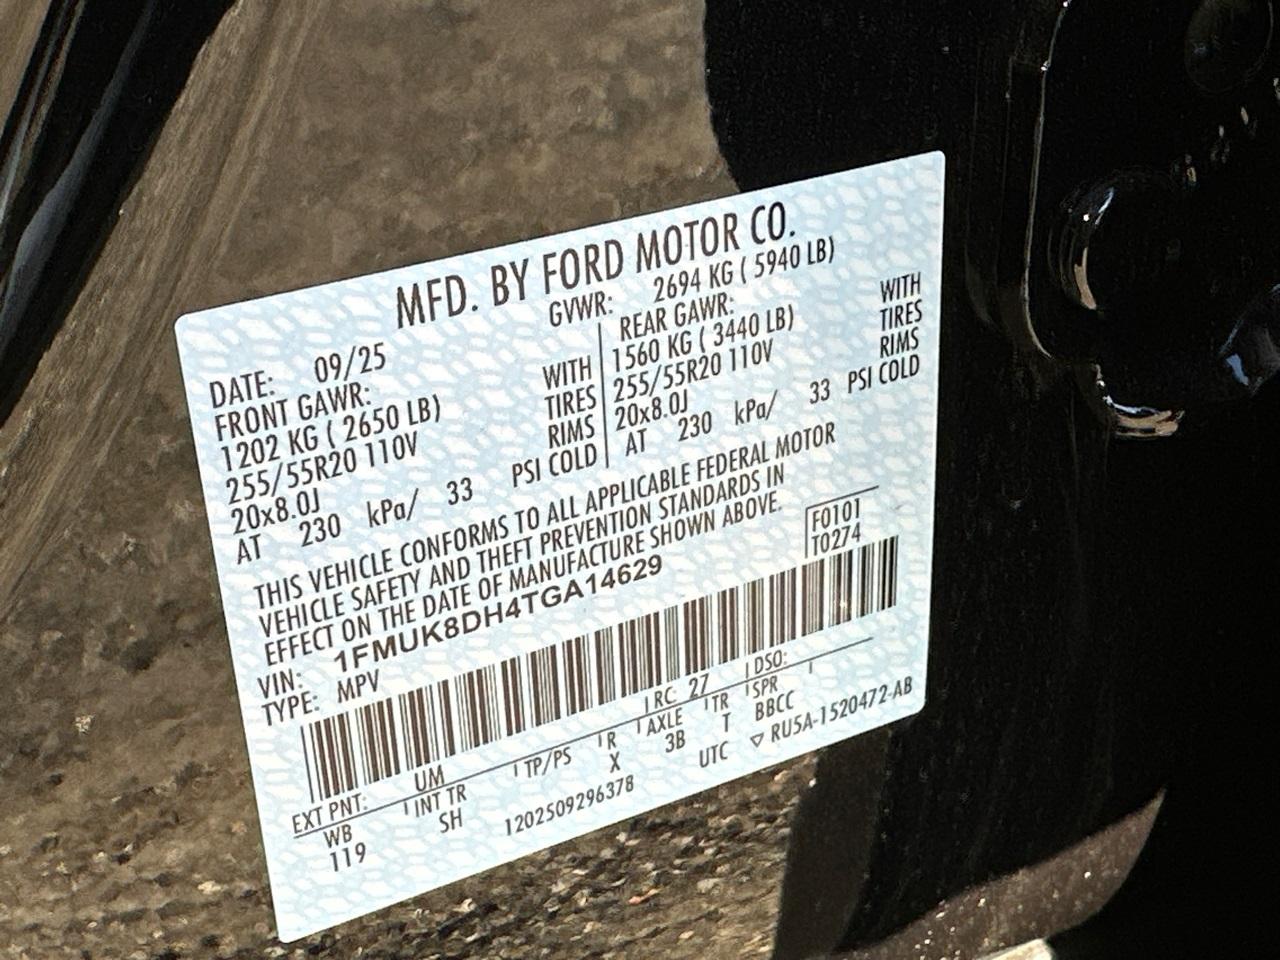 MFD. BY FORD MOTOR CO.
DATE: 09/25 GVWR: 2694 KG ( 5940 LB)
FRONT GAWR: REAR GAWR:
1202 KG ( 2650 LB) WITH 1560 KG ( 3440 LB) WITH
255/55R20 110V TIRES 255/55R20 110V TIRES
20x8.0J RIMS 20x8.0J RIMS
AT 230 kPa/ 33 PSI COLD AT 230 kPa/ 33 PSI COLD
THIS VEHICLE CONFORMS TO ALL APPLICABLE FEDERAL MOTOR
VEHICLE SAFETY AND THEFT PREVENTION STANDARDS IN
EFFECT ON THE DATE OF MANUFACTURE SHOWN ABOVE.
F0101
T0274
VIN: 1FMUK8DH4TGA14629
TYPE: MPV
EXT PNT: UM RC: 27 DSO:
WB INT TR TP/PS R AXLE TR SPR
119 SH X 3B T BBCC
1202509296378 UTC ▽ RU5A-1520472-AB